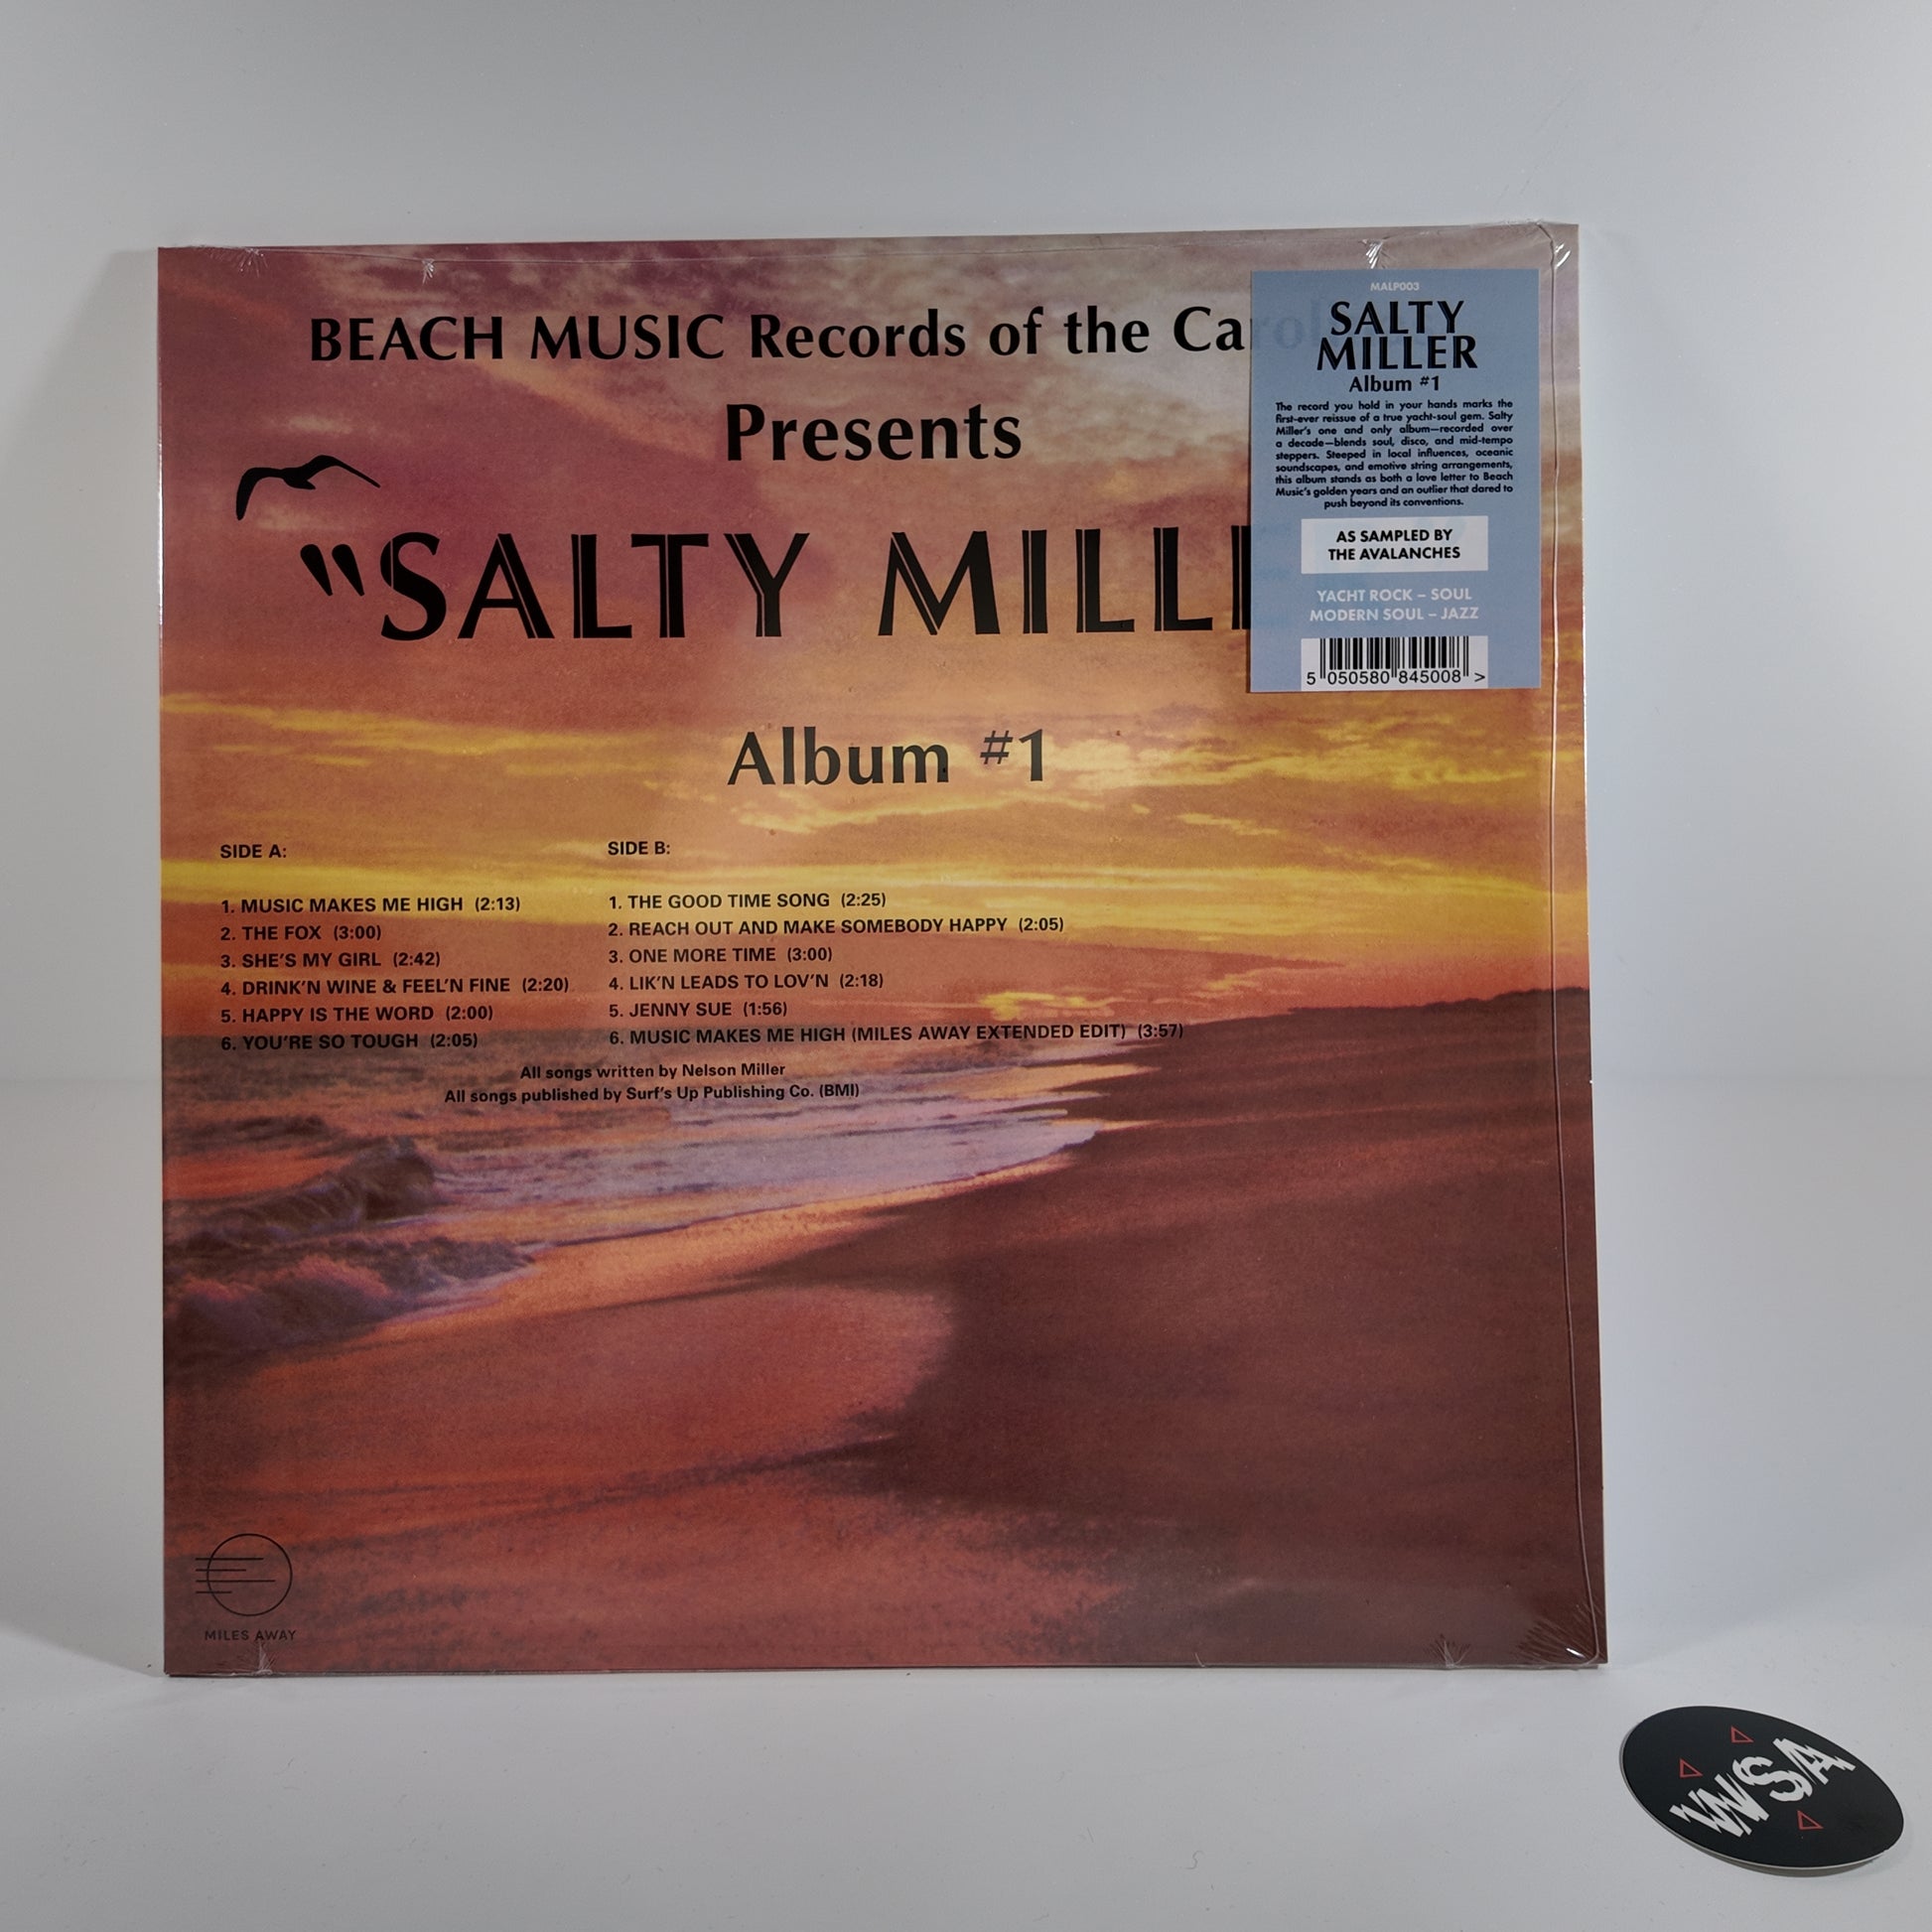 BEACH MUSIC Records of the Carol
Presents
"SALTY MILL
Album #1
MALP003
SALTY
MILLER
Album #1
The record you hold in your hands marks the
first-ever reissue of a true yacht-soul gem. Salty
Miller's one and only album—recorded over
a decade—blends soul, disco, and mid-tempo
steppers. Steeped in local influences, oceanic
soundscapes, and emotive string arrangements,
this album stands as both a love letter to Beach
Music's golden years and an outlier that dared to
push beyond its conventions.
AS SAMPLED BY
THE AVALANCHES
YACHT ROCK – SOUL
MODERN SOUL – JAZZ
5 050580 845008 >
SIDE A:
1. MUSIC MAKES ME HIGH (2:13)
2. THE FOX (3:00)
3. SHE'S MY GIRL (2:42)
4. DRINK'N WINE & FEEL'N FINE (2:20)
5. HAPPY IS THE WORD (2:00)
6. YOU'RE SO TOUGH (2:05)
SIDE B:
1. THE GOOD TIME SONG (2:25)
2. REACH OUT AND MAKE SOMEBODY HAPPY (2:05)
3. ONE MORE TIME (3:00)
4. LIK'N LEADS TO LOV'N (2:18)
5. JENNY SUE (1:56)
6. MUSIC MAKES ME HIGH (MILES AWAY EXTENDED EDIT) (3:57)
All songs written by Nelson Miller
All songs published by Surf's Up Publishing Co. (BMI)
MILES AWAY